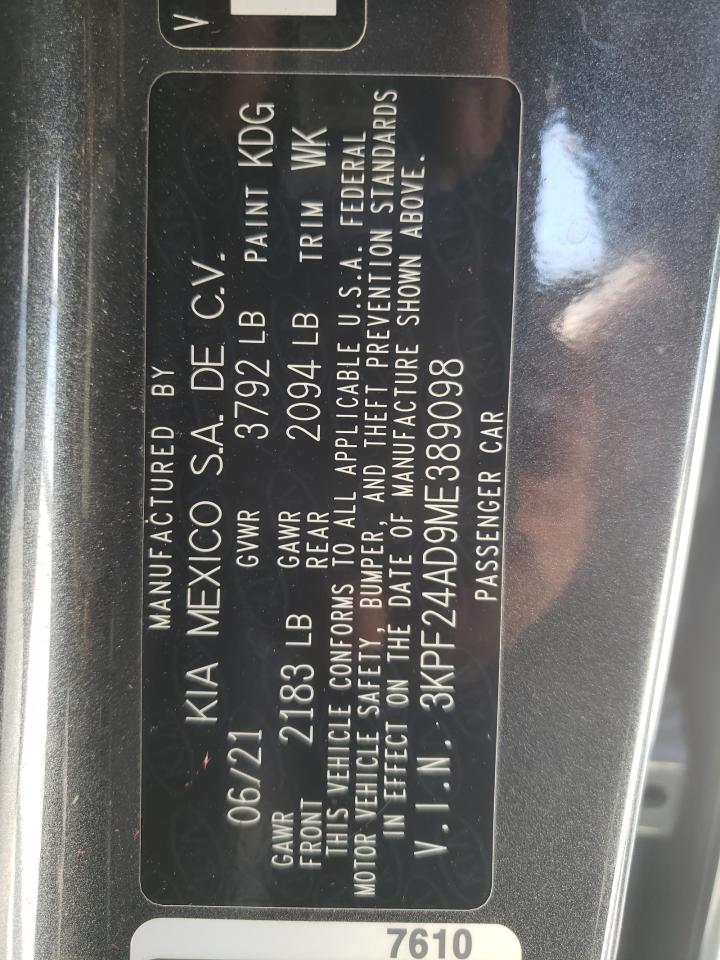 V
MANUFACTURED BY
KIA MEXICO S.A. DE C.V.
06/21 GVWR 3792 LB PAINT KDG
GAWR FRONT 2183 LB GAWR REAR 2094 LB TRIM WK
THIS VEHICLE CONFORMS TO ALL APPLICABLE U.S.A. FEDERAL
MOTOR VEHICLE SAFETY, BUMPER, AND THEFT PREVENTION STANDARDS
IN EFFECT ON THE DATE OF MANUFACTURE SHOWN ABOVE.
V.I.N. 3KPF24AD9ME389098
PASSENGER CAR
7610